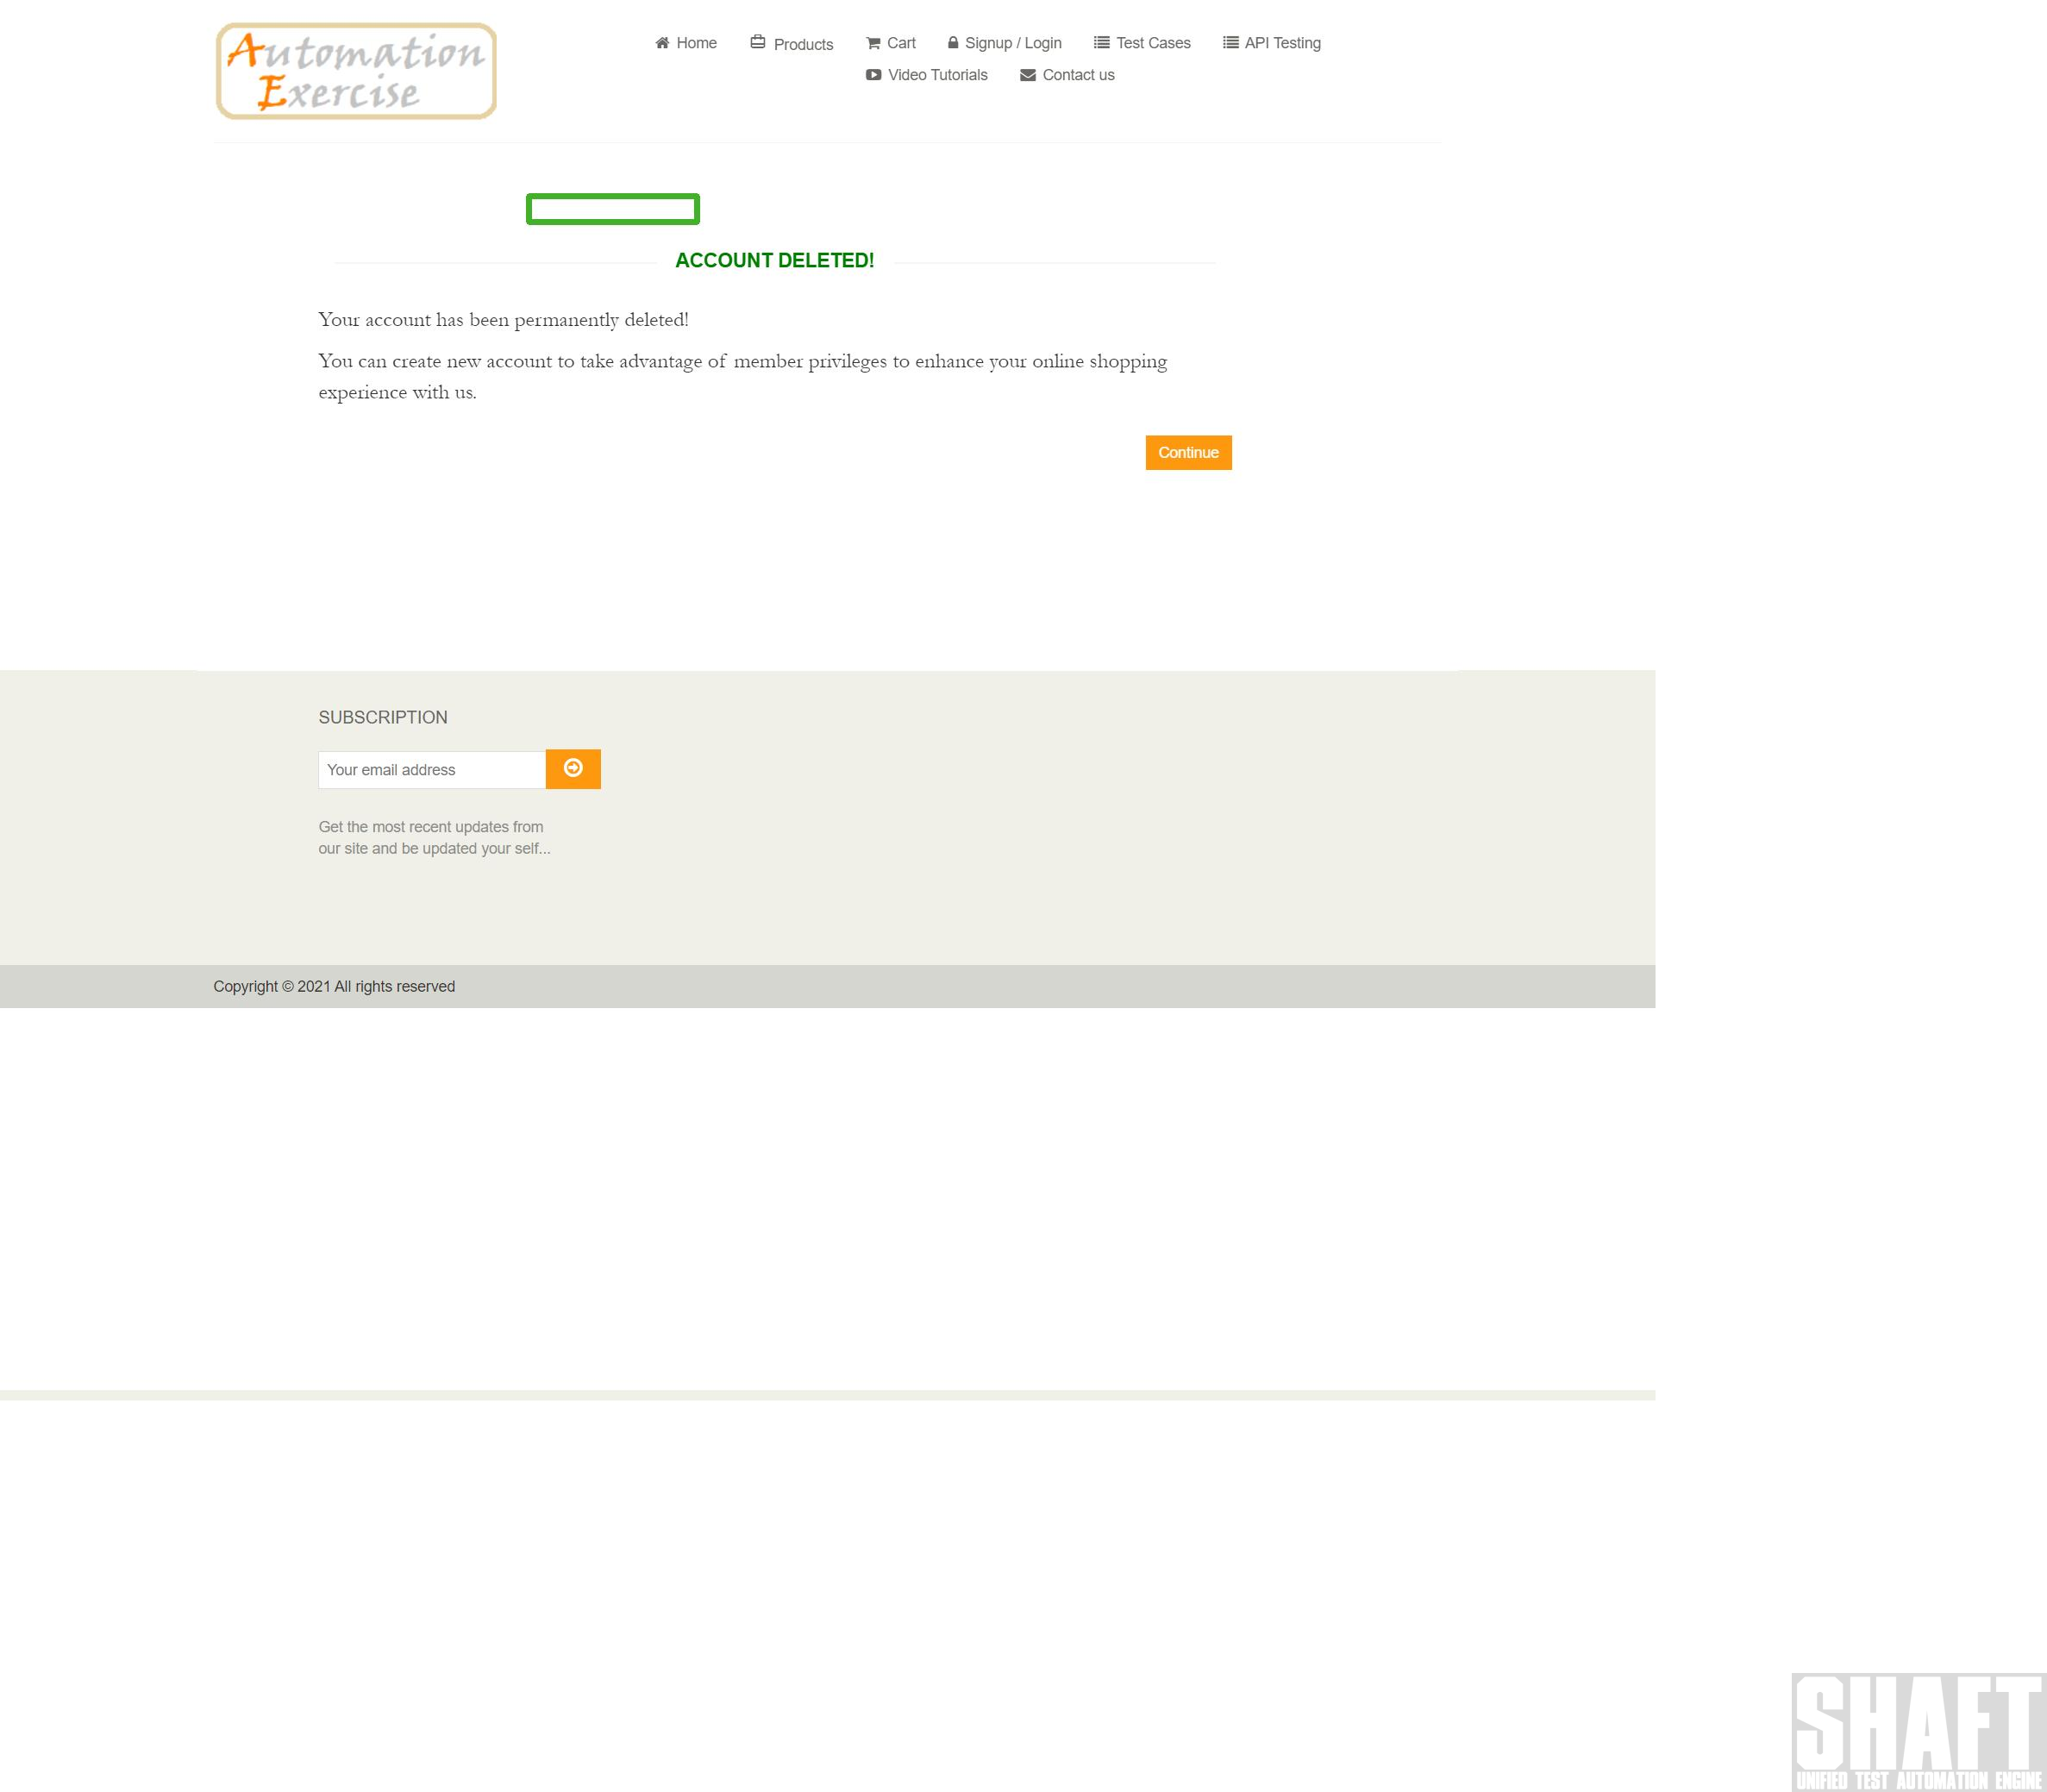 Automation
Exercise
Home Products Cart Signup / Login Test Cases API Testing
Video Tutorials Contact us
ACCOUNT DELETED!
Your account has been permanently deleted!
You can create new account to take advantage of member privileges to enhance your online shopping
experience with us.
Continue
SUBSCRIPTION
Your email address
Get the most recent updates from
our site and be updated your self...
Copyright © 2021 All rights reserved
SHAFT
UNIFIED TEST AUTOMATION ENGINE